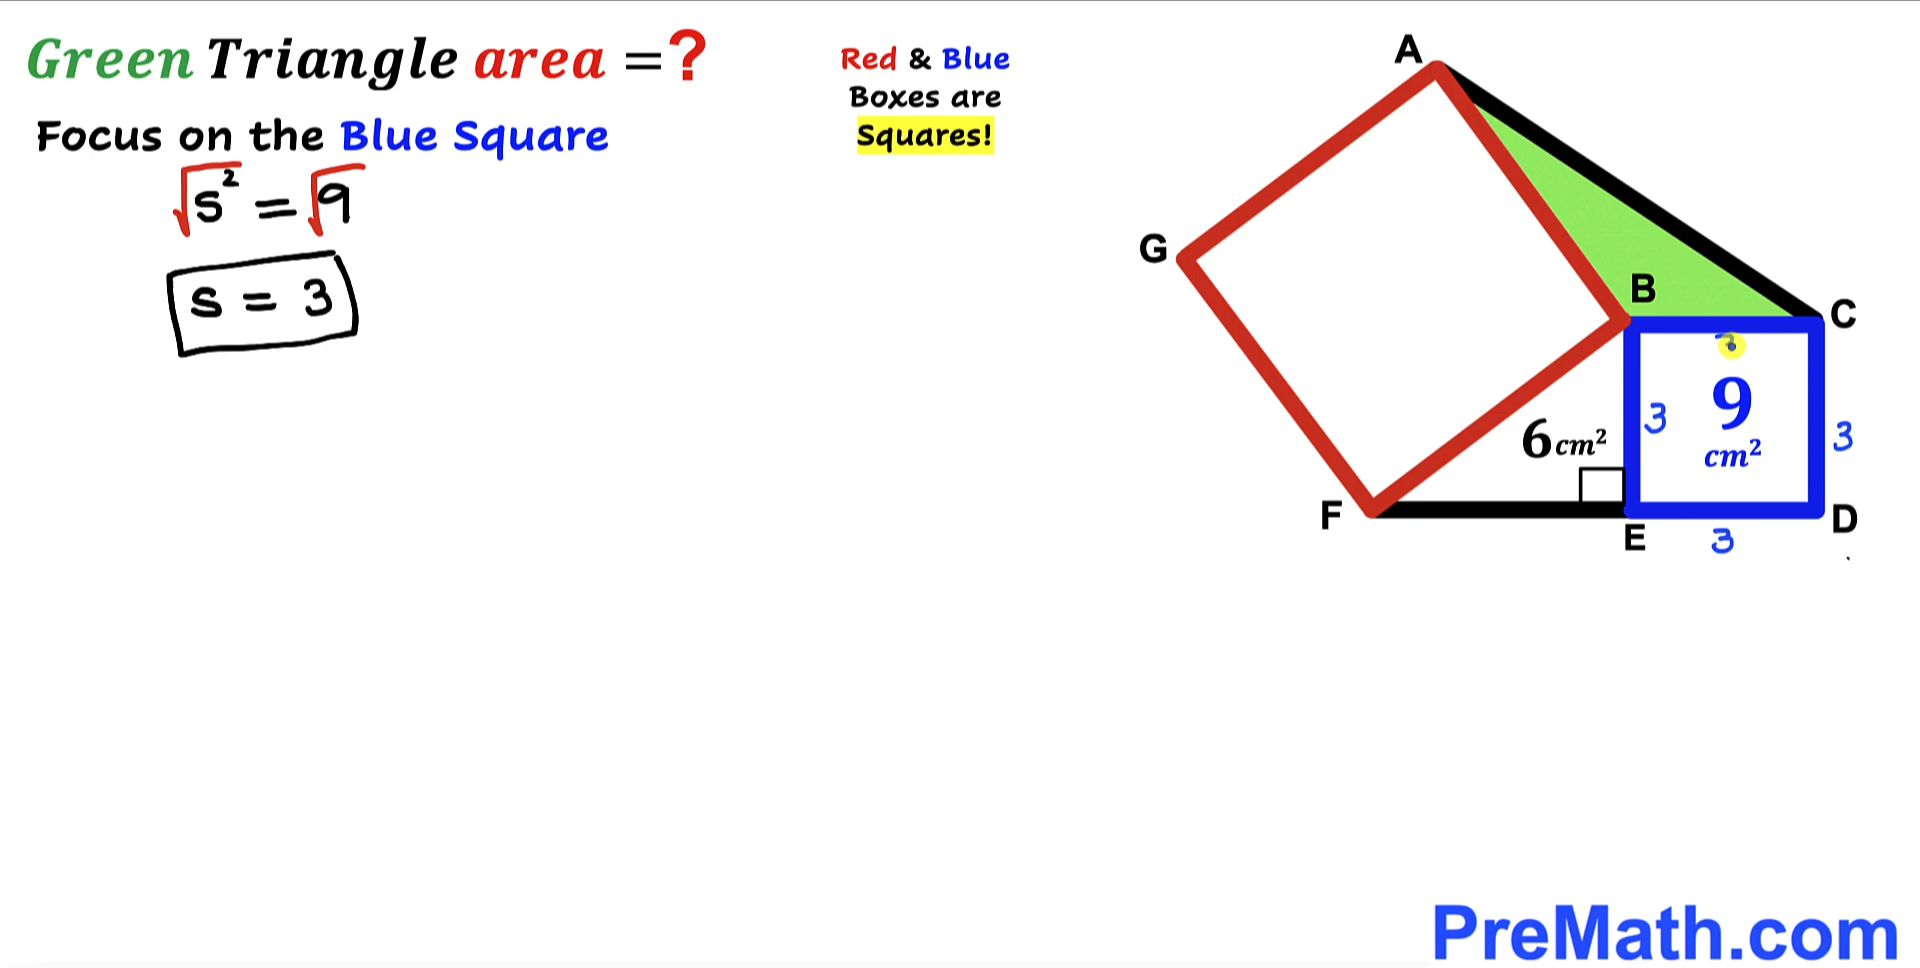 Green Triangle area =?
Red & Blue
Boxes are
Squares!
Focus on the Blue Square
√s² = √9
s = 3
A
G
B
C
3
9
cm²
3
6cm²
3
F
E
3
D
PreMath.com